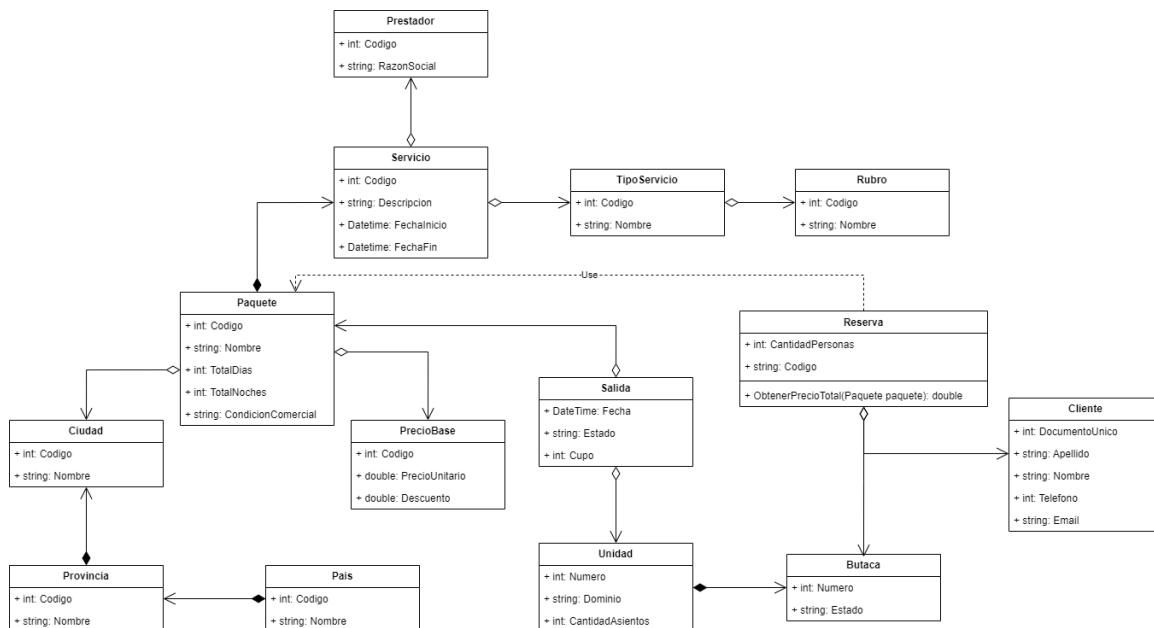 Prestador
+ int: Codigo
+ string: RazonSocial
Servicio
+ int: Codigo
+ string: Descripcion
+ Datetime: FechaInicio
+ Datetime: FechaFin
TipoServicio
+ int: Codigo
+ string: Nombre
Rubro
+ int: Codigo
+ string: Nombre
Use
Paquete
+ int: Codigo
+ string: Nombre
+ int: TotalDias
+ int: TotalNoches
+ string: CondicionComercial
Reserva
+ int: CantidadPersonas
+ string: Codigo
+ ObtenerPrecioTotal(Paquete paquete): double
Salida
+ DateTime: Fecha
+ string: Estado
+ int: Cupo
Cliente
+ int: DocumentoUnico
+ string: Apellido
+ string: Nombre
+ int: Telefono
+ string: Email
Ciudad
+ int: Codigo
+ string: Nombre
PrecioBase
+ int: Codigo
+ double: PrecioUnitario
+ double: Descuento
Provincia
+ int: Codigo
+ string: Nombre
Pais
+ int: Codigo
+ string: Nombre
Unidad
+ int: Numero
+ string: Dominio
+ int: CantidadAsientos
Butaca
+ int: Numero
+ string: Estado